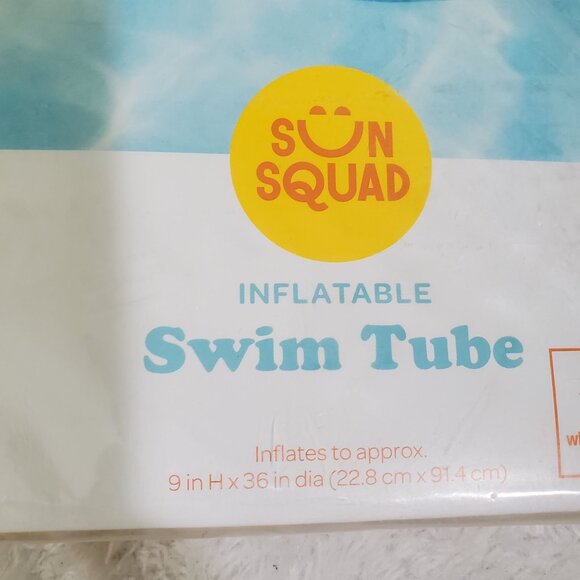 SUN
SQUAD
INFLATABLE
Swim Tube
Inflates to approx.
9 in H x 36 in dia (22.8 cm x 91.4 cm)